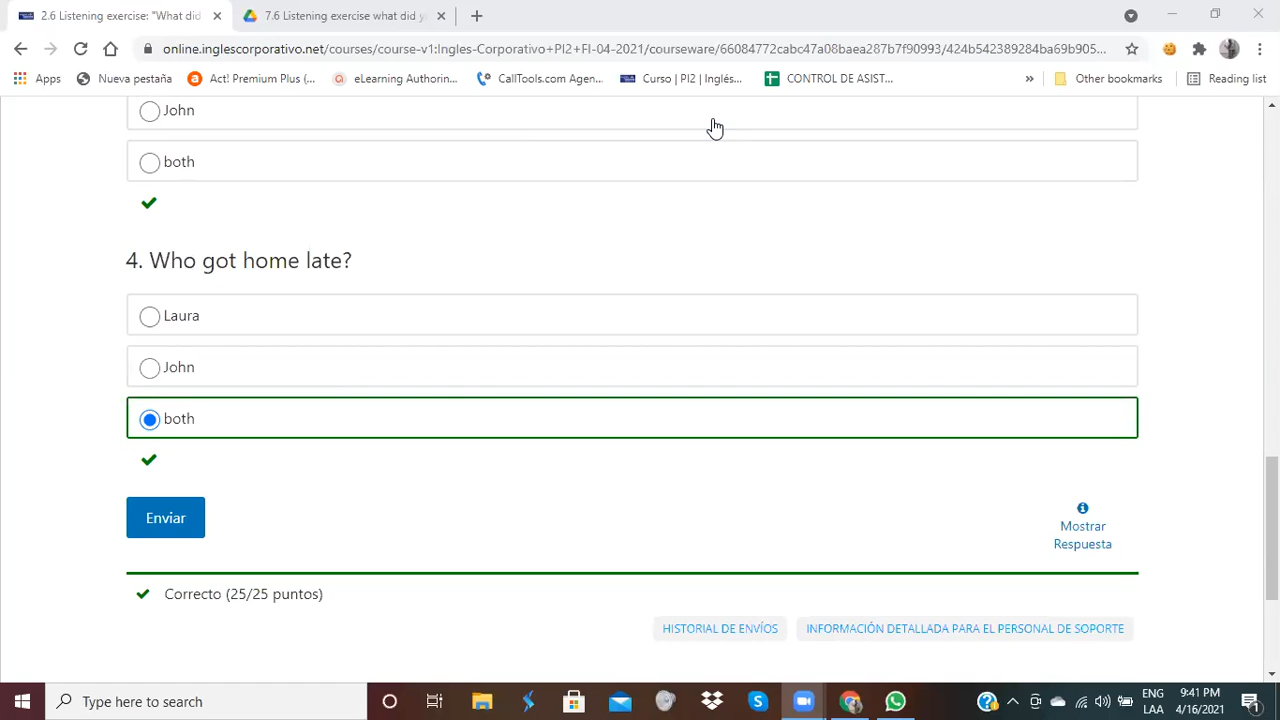 2.6 Listening exercise: "What did
7.6 Listening exercise what did y
online.inglescorporativo.net/courses/course-v1:Ingles-Corporativo+PI2+FI-04-2021/courseware/66084772cabc47a08baea287b7f90993/424b542389284ba69b905...
Apps
Nueva pestaña
Act! Premium Plus (...
eLearning Authorin...
CallTools.com Agen...
Curso | PI2 | Inglés...
CONTROL DE ASIST...
»
Other bookmarks
Reading list
John
both
4. Who got home late?
Laura
John
both
Enviar
Mostrar
Respuesta
Correcto (25/25 puntos)
HISTORIAL DE ENVÍOS
INFORMACIÓN DETALLADA PARA EL PERSONAL DE SOPORTE
Type here to search
ENG
LAA
9:41 PM
4/16/2021
1